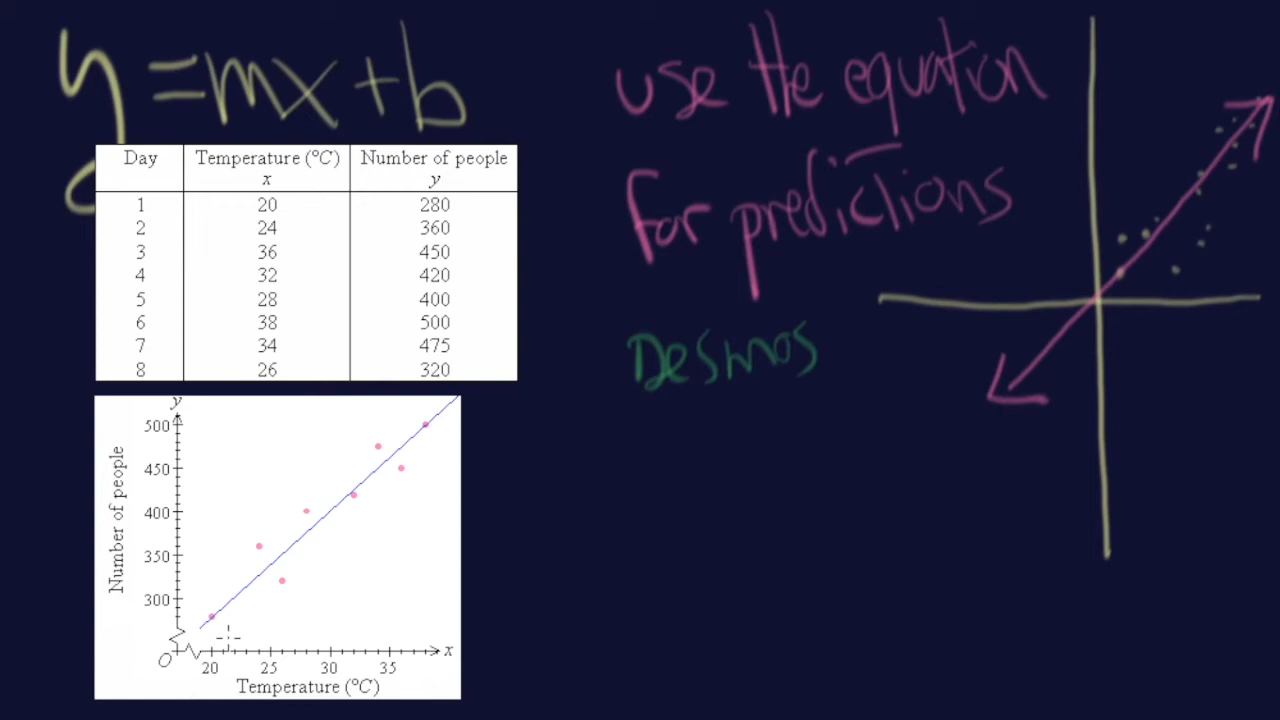 y = mx + b
use the equation
for predictions
Desmos
Day Temperature (°C) Number of people
x y
1 20 280
2 24 360
3 36 450
4 32 420
5 28 400
6 38 500
7 34 475
8 26 320
y
500
450
400
350
300
Number of people
O 20 25 30 35 x
Temperature (°C)